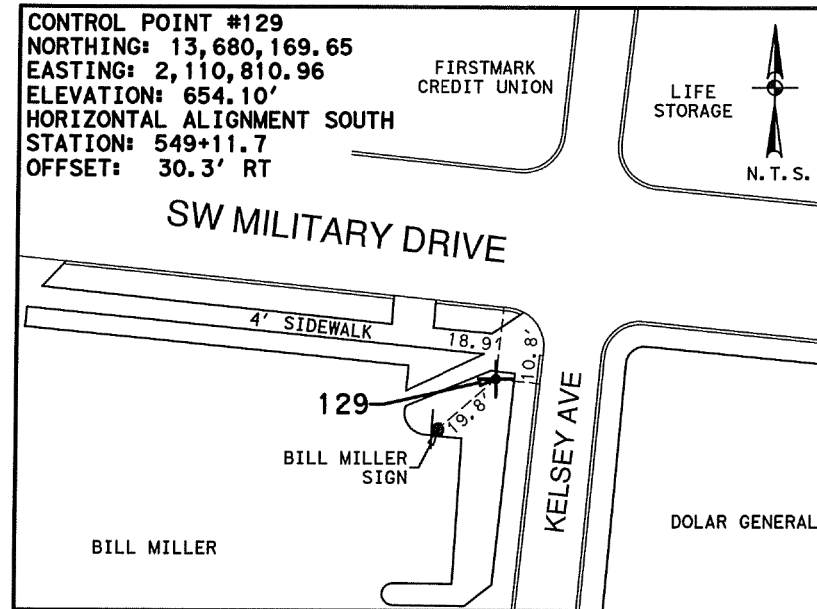 CONTROL POINT #129
NORTHING: 13,680,169.65
EASTING: 2,110,810.96
ELEVATION: 654.10'
HORIZONTAL ALIGNMENT SOUTH
STATION: 549+11.7
OFFSET: 30.3' RT
FIRSTMARK
CREDIT UNION
LIFE
STORAGE
N.T.S.
SW MILITARY DRIVE
4' SIDEWALK
18.9'
10.8'
129
19.8'
BILL MILLER
SIGN
KELSEY AVE
BILL MILLER
DOLAR GENERAL